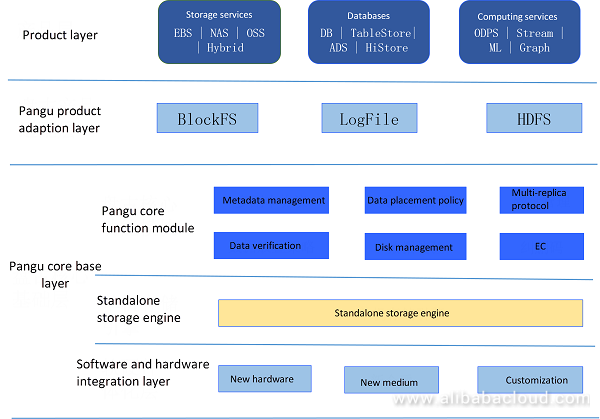 Product layer
Storage services
EBS | NAS | OSS
| Hybrid
Databases
DB | TableStore|
ADS | HiStore
Computing services
ODPS | Stream |
ML | Graph
Pangu product
adaption layer
BlockFS
LogFile
HDFS
Pangu core base
layer
Pangu core
function module
Metadata management
Data placement policy
Multi-replica
protocol
Data verification
Disk management
EC
Standalone
storage engine
Standalone storage engine
Software and hardware
integration layer
New hardware
New medium
Customization
www.alibabacloud.com